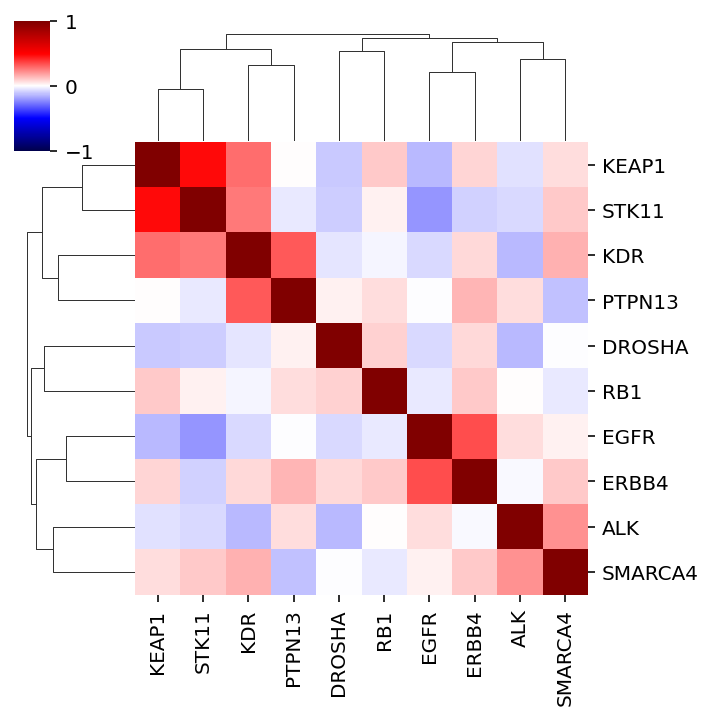 1
0
−1
KEAP1
STK11
KDR
PTPN13
DROSHA
RB1
EGFR
ERBB4
ALK
SMARCA4
KEAP1
STK11
KDR
PTPN13
DROSHA
RB1
EGFR
ERBB4
ALK
SMARCA4